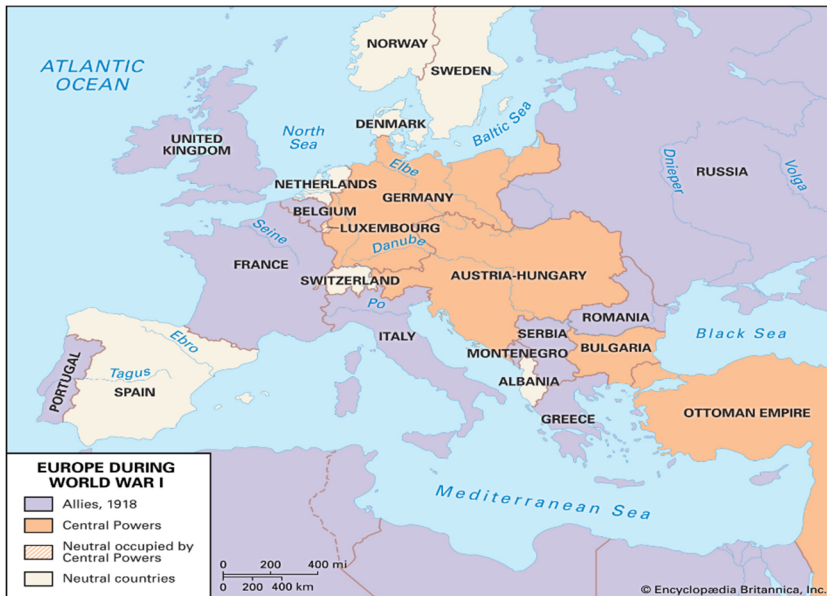 NORWAY
SWEDEN
ATLANTIC
OCEAN
DENMARK
Baltic Sea
North
Sea
UNITED
KINGDOM
Elbe
Dnieper
Volga
RUSSIA
NETHERLANDS
GERMANY
BELGIUM
LUXEMBOURG
Seine
Danube
FRANCE
SWITZERLAND
AUSTRIA-HUNGARY
Po
ROMANIA
ITALY
SERBIA
Black Sea
MONTENEGRO
BULGARIA
Ebro
ALBANIA
Tagus
PORTUGAL
SPAIN
GREECE
OTTOMAN EMPIRE
Mediterranean Sea
EUROPE DURING
WORLD WAR I
Allies, 1918
Central Powers
Neutral occupied by
Central Powers
Neutral countries
0 200 400 mi
0 200 400 km
© Encyclopædia Britannica, Inc.